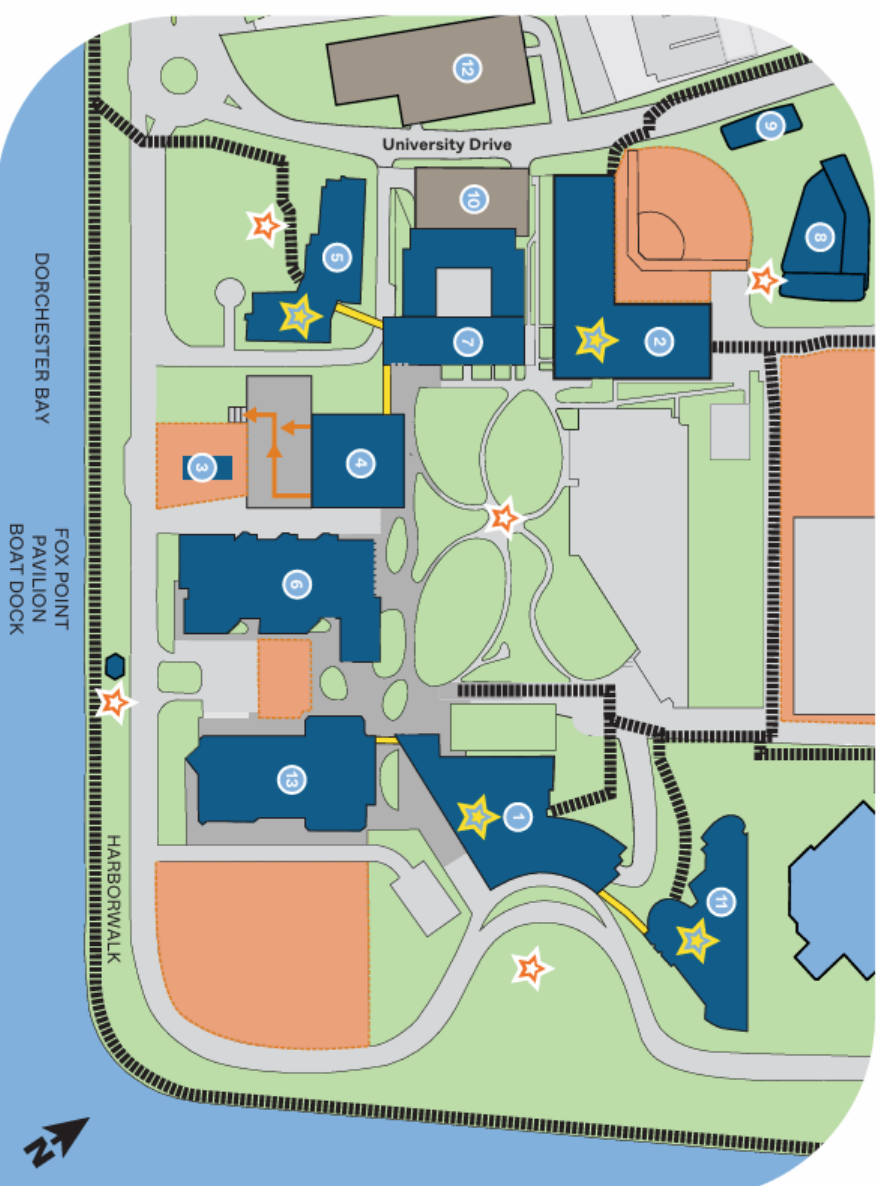 12
9
University Drive
10
8
5
7
2
DORCHESTER BAY
4
3
FOX POINT
PAVILION
BOAT DOCK
6
13
1
HARBORWALK
11
N